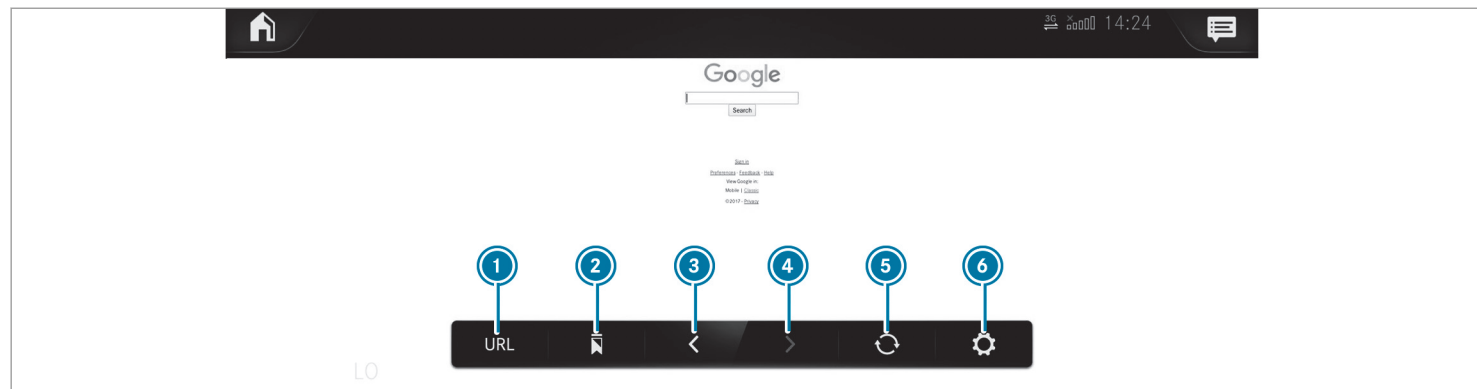 3G 14:24
Google
Search
Sign in
Preferences - Feedback - Help
View Google in:
Mobile | Classic
©2017 - Privacy
1 2 3 4 5 6
URL
LO